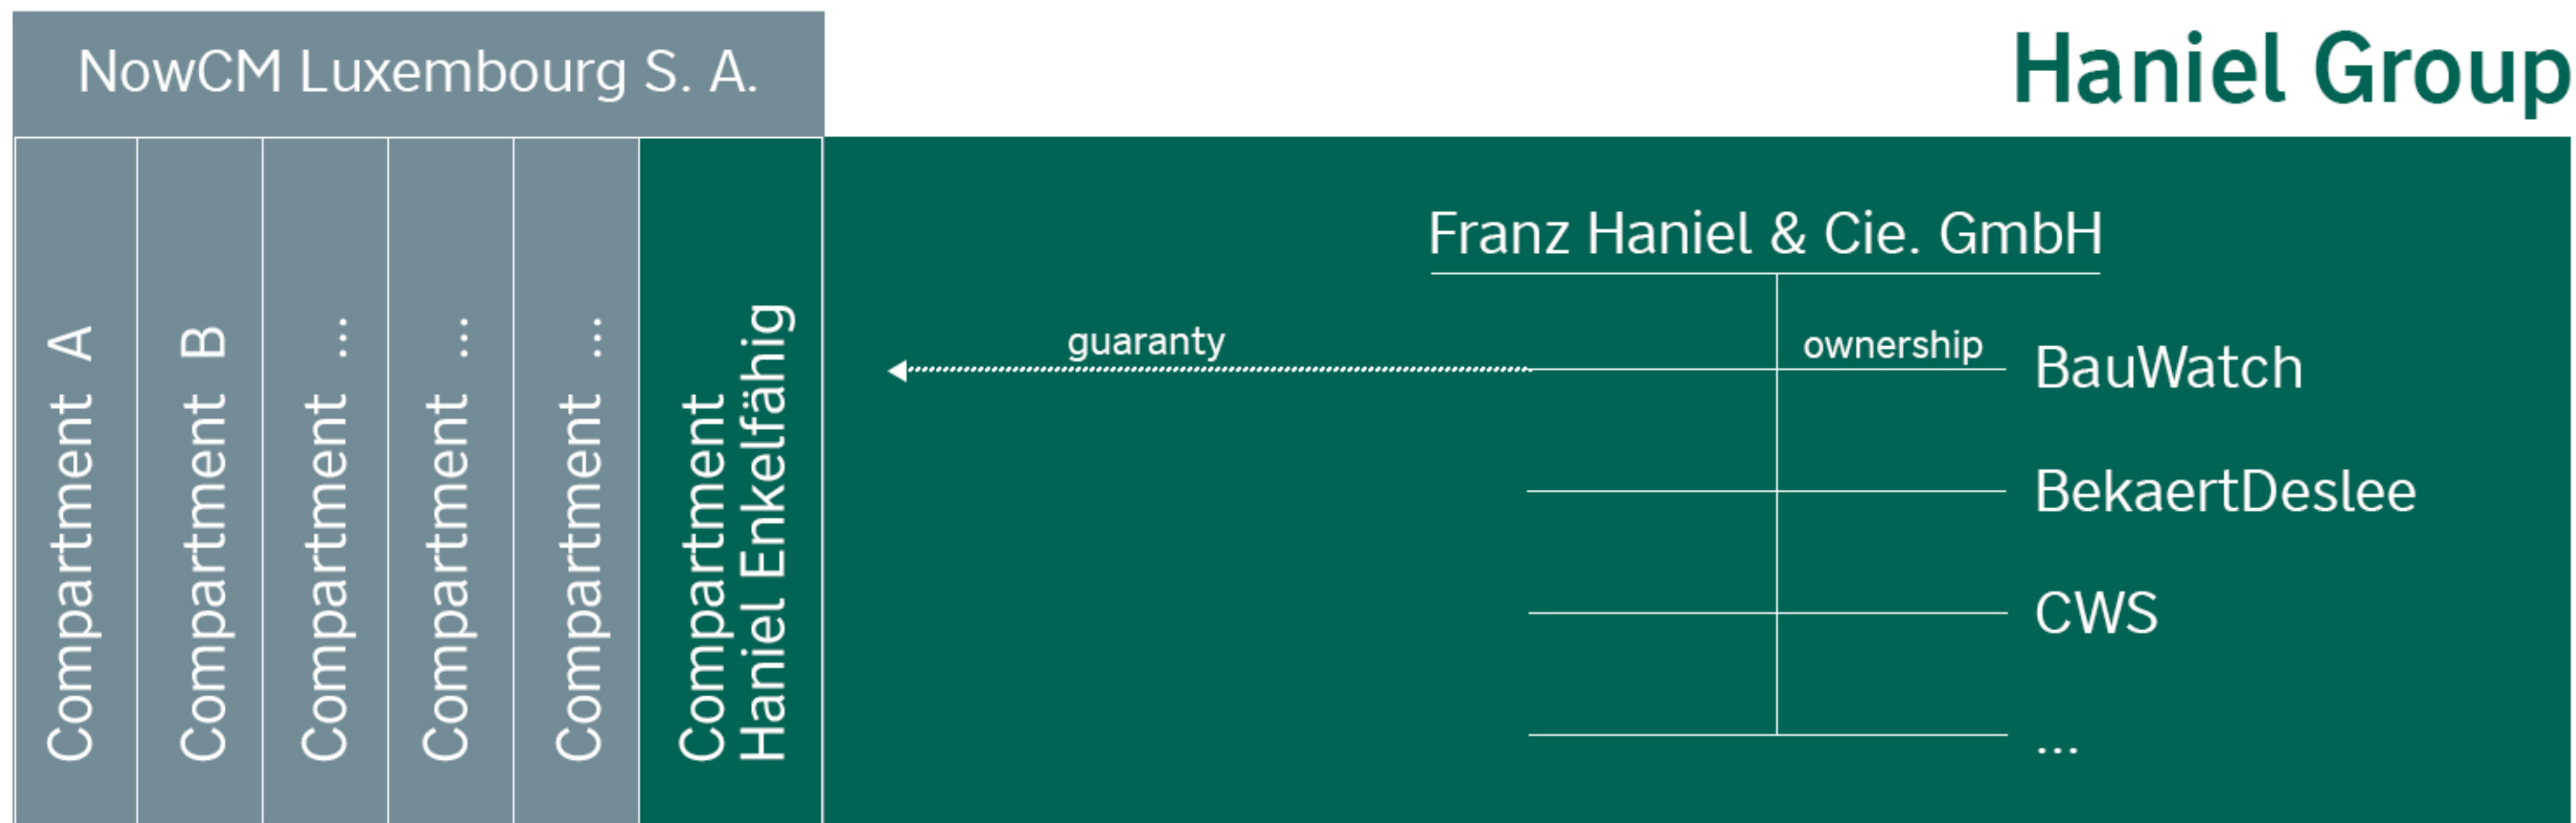 NowCM Luxembourg S. A.
Haniel Group
Compartment A
Compartment B
Compartment ...
Compartment ...
Compartment ...
Compartment
Haniel Enkelfähig
Franz Haniel & Cie. GmbH
guaranty
ownership
BauWatch
BekaertDeslee
CWS
...